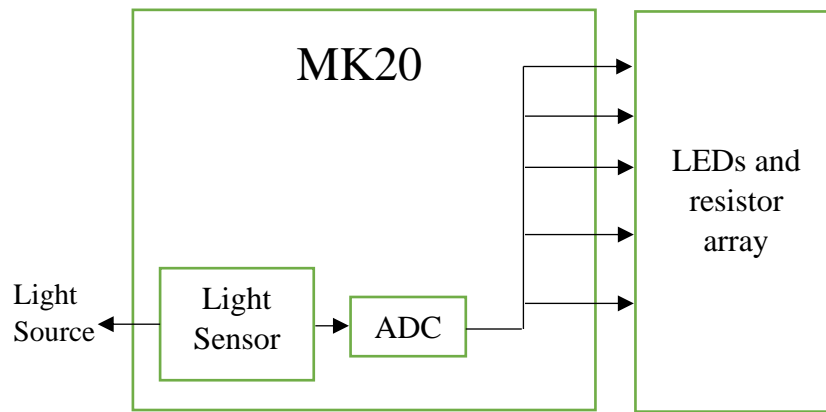 MK20
LEDs and
resistor
array
Light
Source
Light
Sensor
ADC